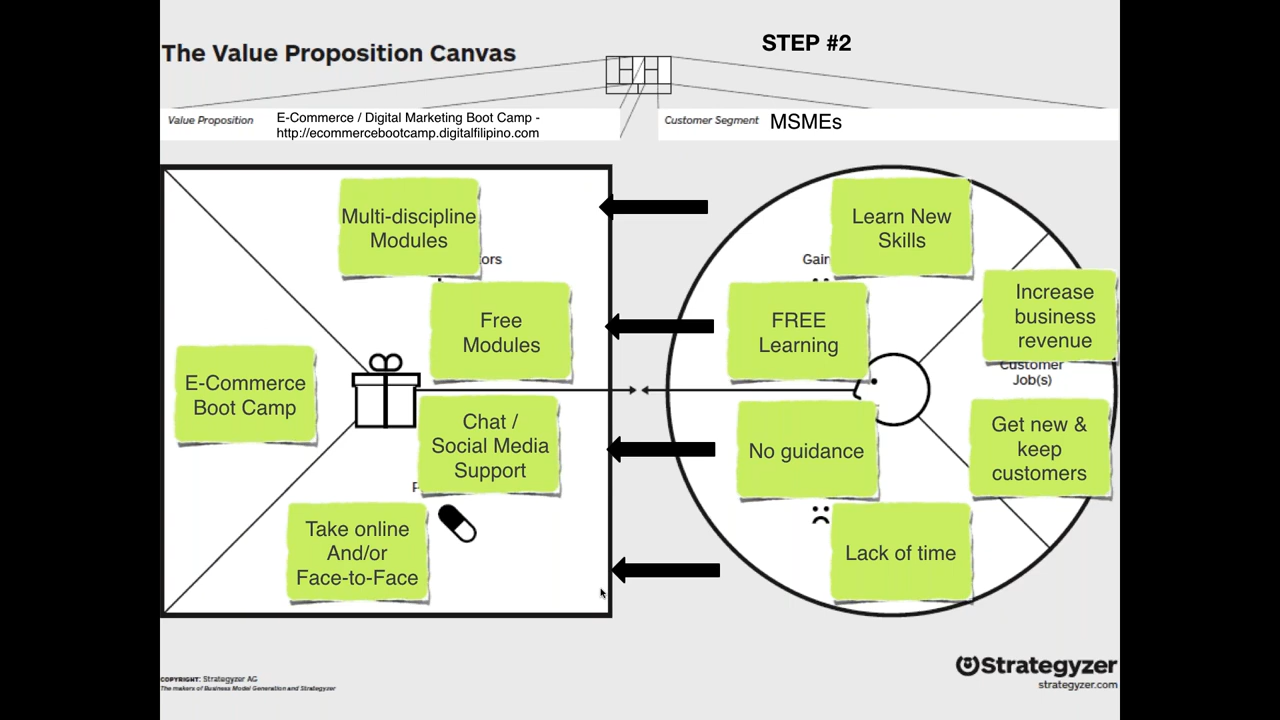 The Value Proposition Canvas
STEP #2
Value Proposition
E-Commerce / Digital Marketing Boot Camp -
http://ecommercebootcamp.digitalfilipino.com
Customer Segment
MSMEs
Multi-discipline
Modules
ors
Free
Modules
E-Commerce
Boot Camp
Chat /
Social Media
Support
P
Take online
And/or
Face-to-Face
Learn New
Skills
Gain
FREE
Learning
Increase
business
revenue
Customer
Job(s)
No guidance
Get new &
keep
customers
Lack of time
COPYRIGHT: Strategyzer AG
The makers of Business Model Generation and Strategyzer
Strategyzer
strategyzer.com